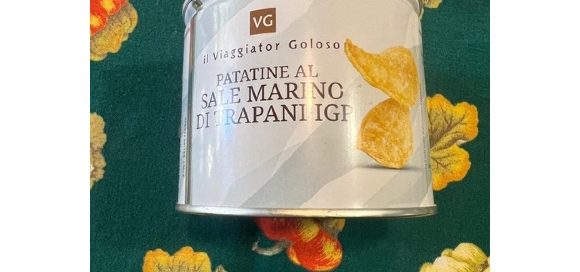 VG
il Viaggiator Goloso
PATATINE AL
SALE MARINO
DI TRAPANI IGP